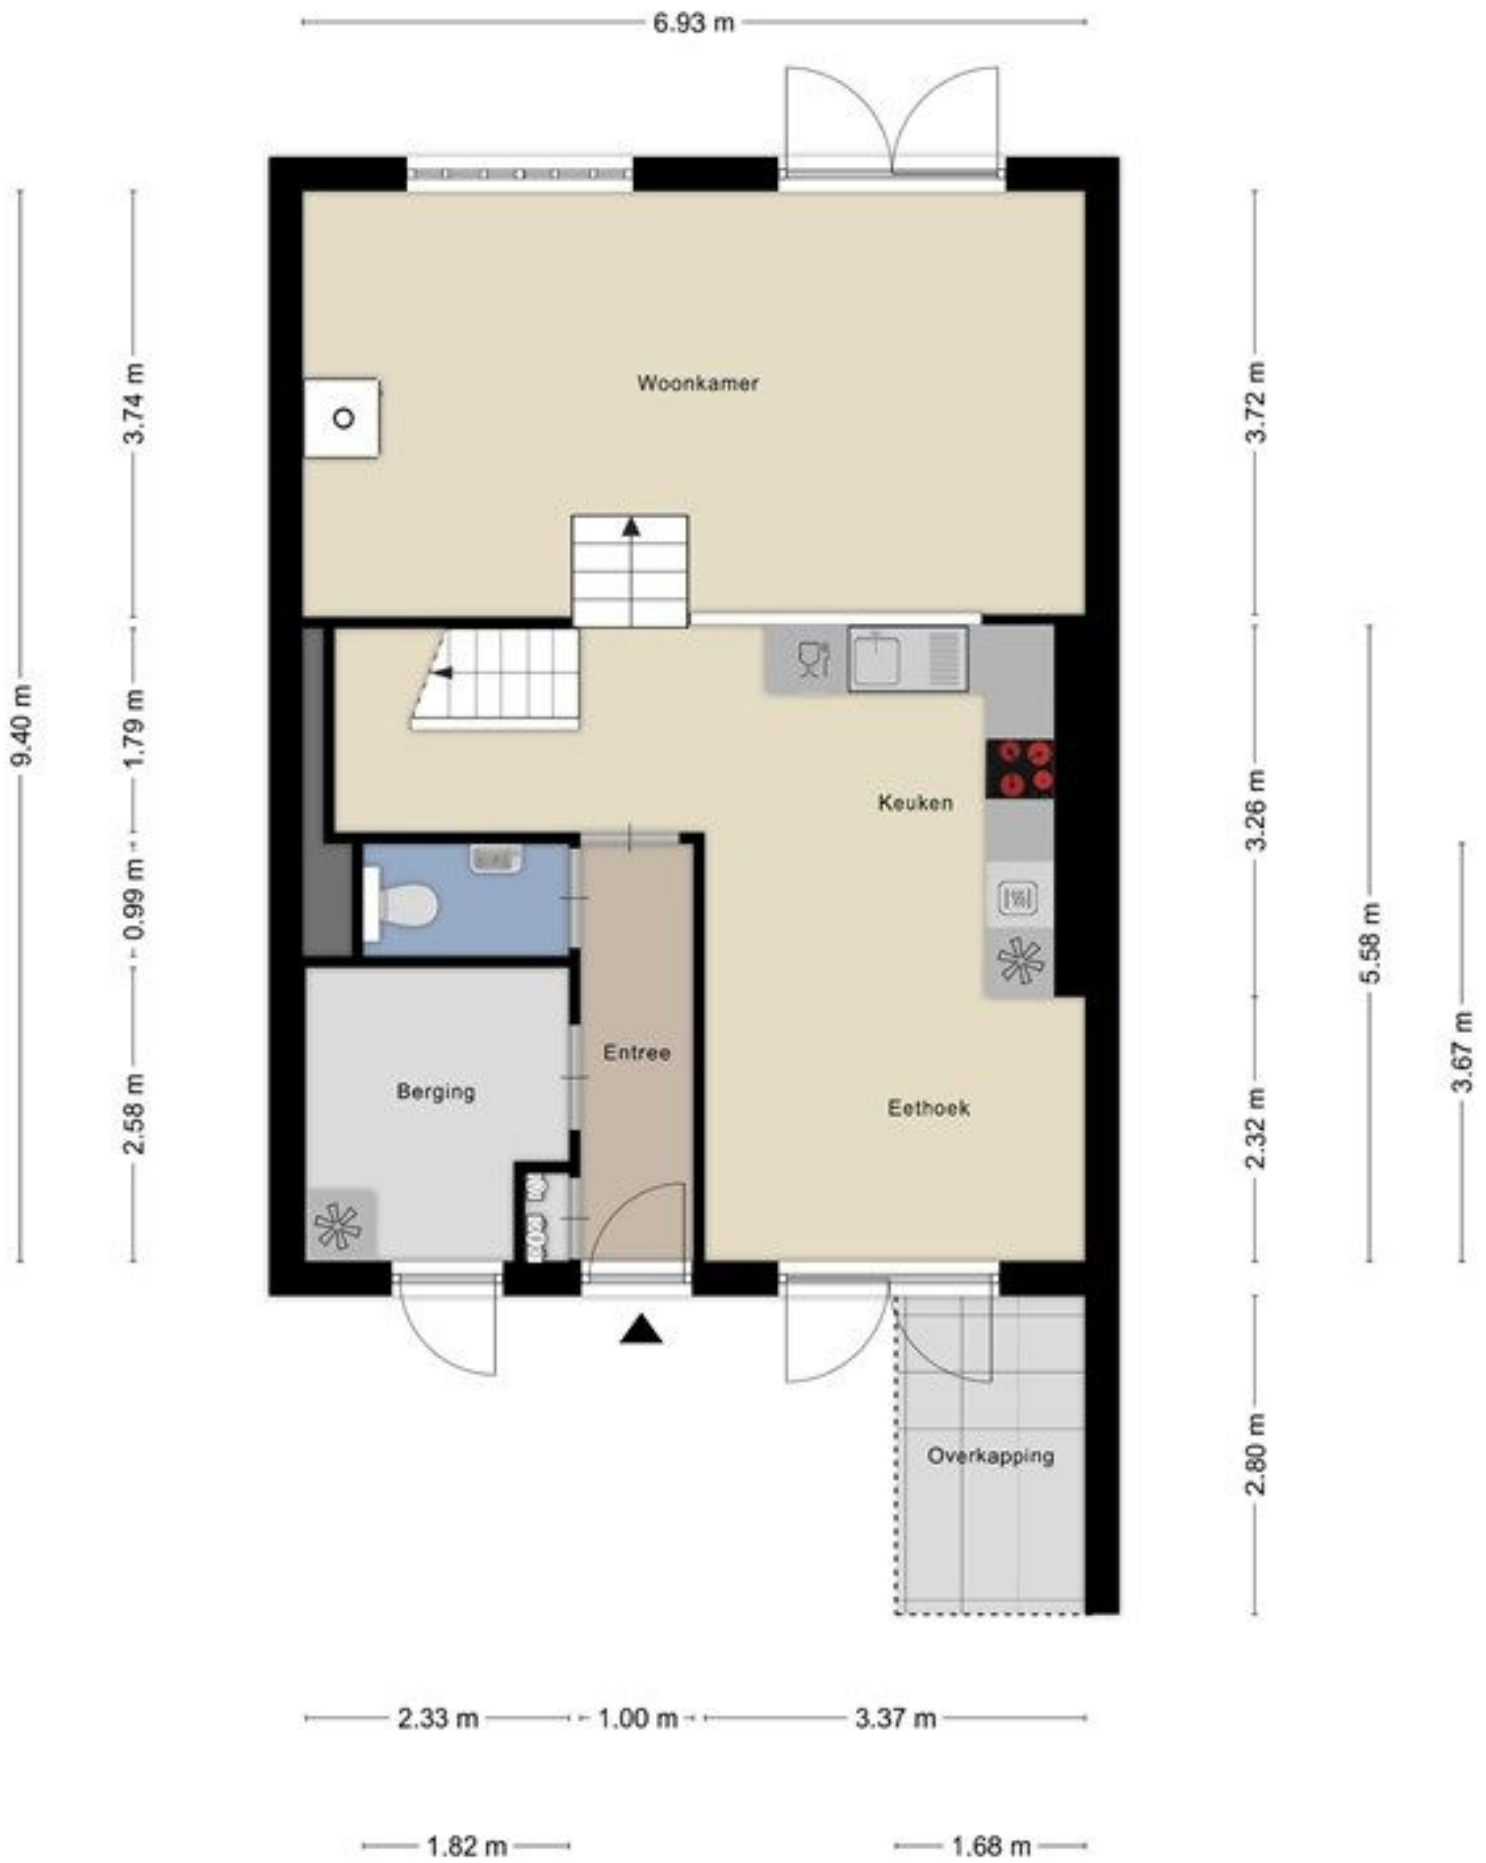 6.93 m
Woonkamer
3.74 m
3.72 m
9.40 m
1.79 m
Keuken
3.26 m
0.99 m
5.58 m
Entree
3.67 m
Berging
2.58 m
Eethoek
2.32 m
Overkapping
2.80 m
2.33 m
1.00 m
3.37 m
1.82 m
1.68 m